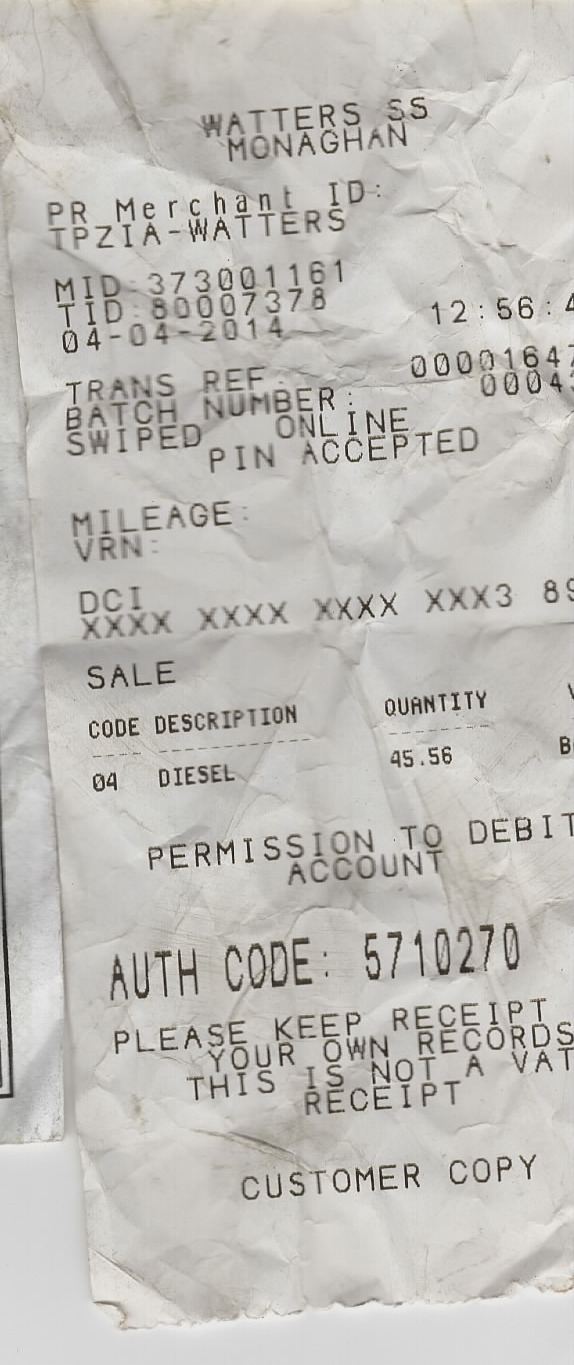 WATTERS SS
MONAGHAN
PR Merchant ID:
TPZIA-WATTERS
MID:373001161
TID:80007378
04-04-2014 12:56:4
TRANS REF: 00001647
BATCH NUMBER: 0004
SWIPED ONLINE
PIN ACCEPTED
MILEAGE:
VRN:
DCI
XXXX XXXX XXXX XXX3 89
SALE
CODE DESCRIPTION QUANTITY
04 DIESEL 45.56
PERMISSION TO DEBIT
ACCOUNT
AUTH CODE: 5710270
PLEASE KEEP RECEIPT
YOUR OWN RECORDS
THIS IS NOT A VAT
RECEIPT
CUSTOMER COPY